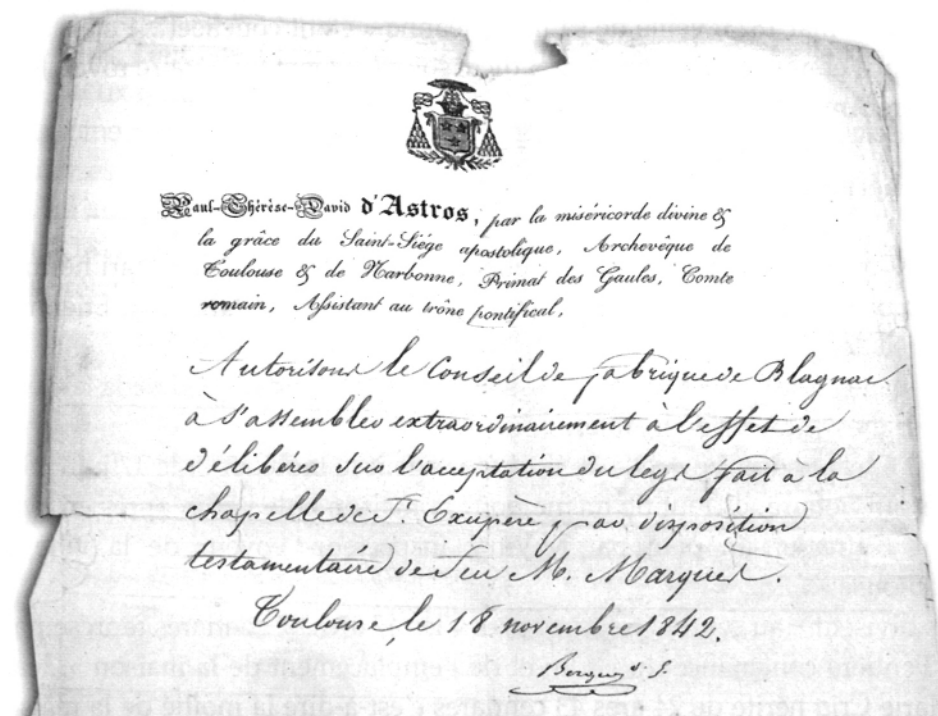 Paul-Thérèse-David d'Astros, par la miséricorde divine &
la grâce du Saint-Siége apostolique, Archevêque de
Toulouse & de Narbonne, Primat des Gaules, Comte
romain, Assistant au trône pontifical,
Autorisons le Conseil de fabrique de Blagnac
à s'assembler extraordinairement à l'effet de
délibérer sur l'acceptation du legs fait à la
chapelle de St. Exupère par disposition
testamentaire de feu M. Marquès.
Toulouse le 18 novembre 1842,